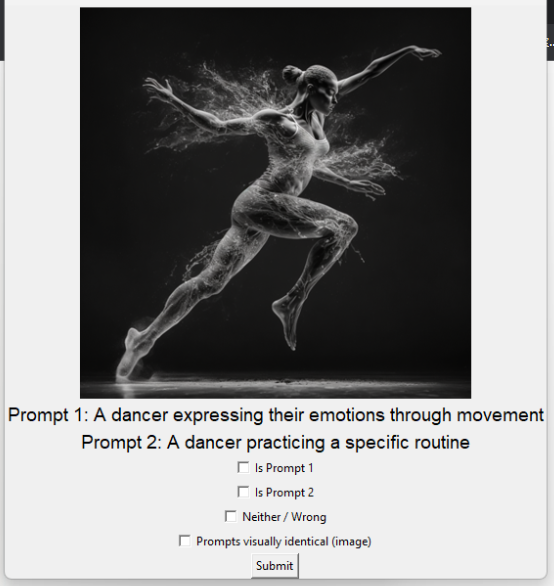 Prompt 1: A dancer expressing their emotions through movement
Prompt 2: A dancer practicing a specific routine
Is Prompt 1
Is Prompt 2
Neither / Wrong
Prompts visually identical (image)
Submit